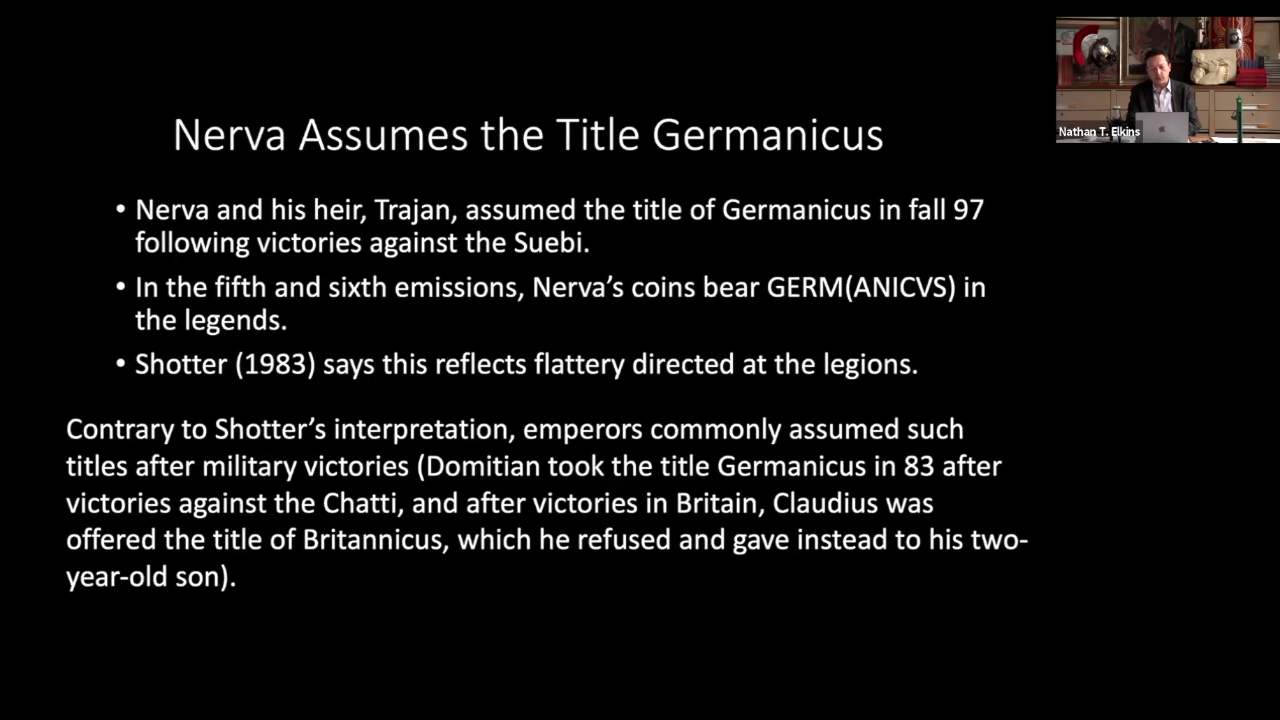 Nathan T. Elkins
Nerva Assumes the Title Germanicus
• Nerva and his heir, Trajan, assumed the title of Germanicus in fall 97
following victories against the Suebi.
• In the fifth and sixth emissions, Nerva’s coins bear GERM(ANICVS) in
the legends.
• Shotter (1983) says this reflects flattery directed at the legions.
Contrary to Shotter’s interpretation, emperors commonly assumed such
titles after military victories (Domitian took the title Germanicus in 83 after
victories against the Chatti, and after victories in Britain, Claudius was
offered the title of Britannicus, which he refused and gave instead to his two-
year-old son).